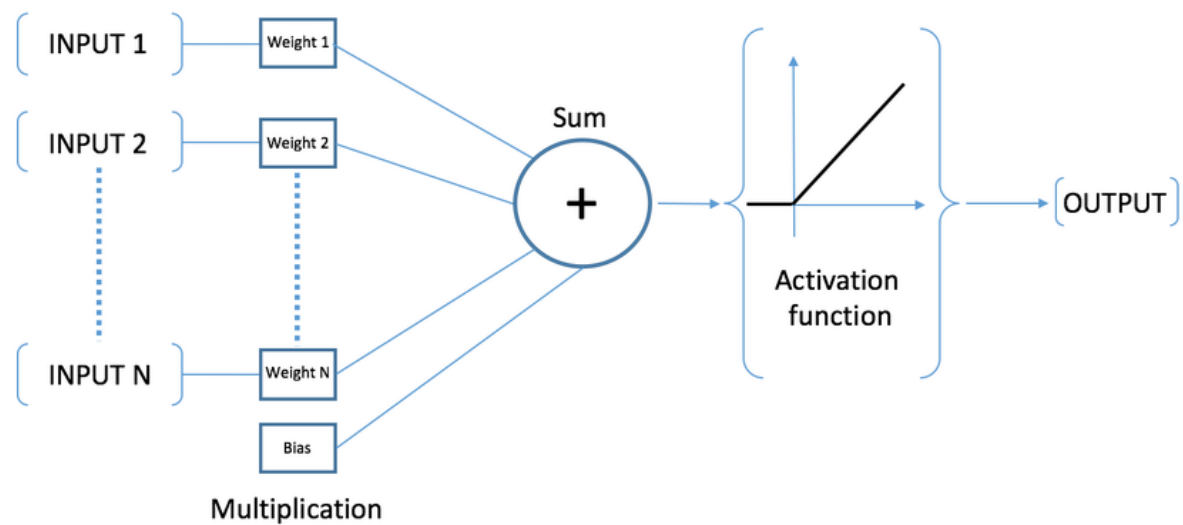 INPUT 1
Weight 1
INPUT 2
Weight 2
Sum
+
OUTPUT
Activation
function
INPUT N
Weight N
Bias
Multiplication